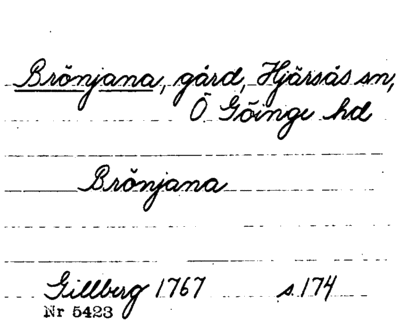 Brönjana, gård, Hjärsås sn,
Ö Göinge hd
Brönjana
Gillberg 1767 s. 174
Nr 5423